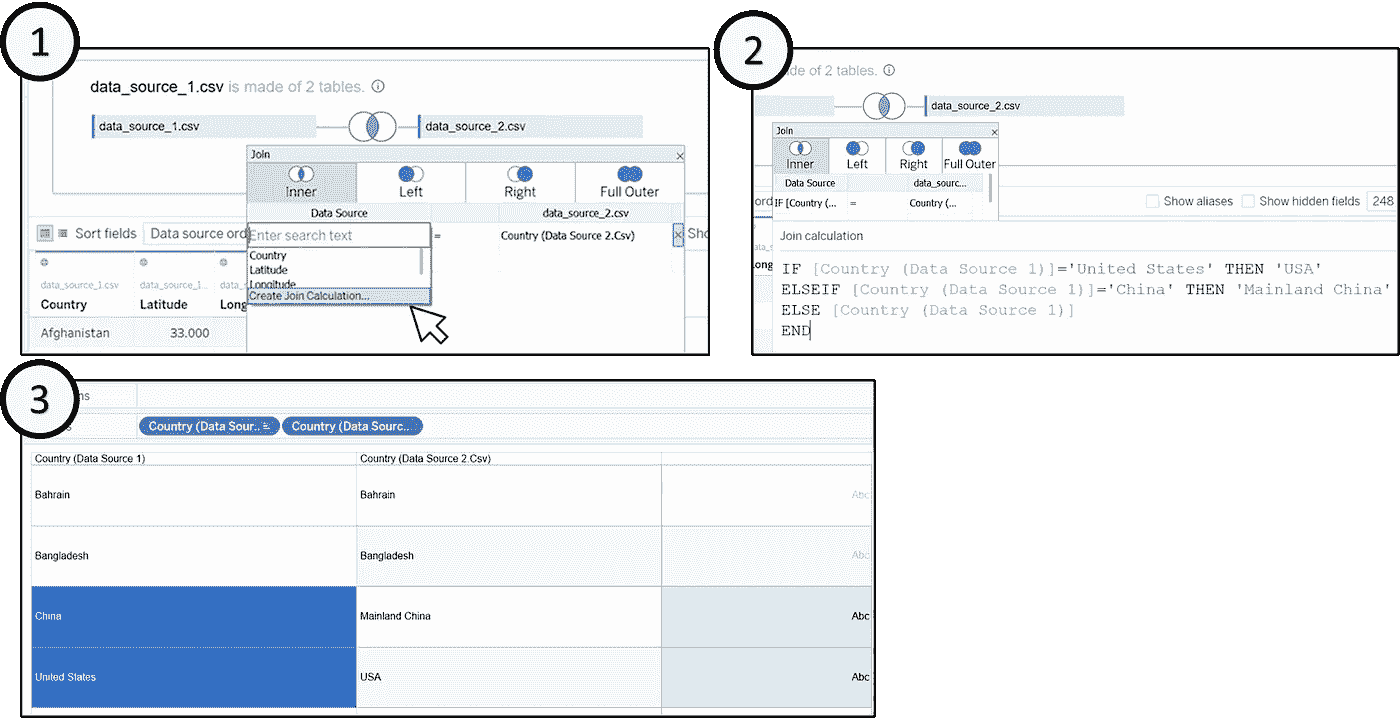 1
data_source_1.csv is made of 2 tables.
data_source_1.csv
data_source_2.csv
Join
Inner
Left
Right
Full Outer
Data Source
data_source_2.csv
Sort fields
Data source ord
Enter search text
=
Country (Data Source 2.Csv)
Sho
Country
Latitude
Longitude
Create Join Calculation...
data_source_1.csv
data_source_1...
data_s
Country
Latitude
Long
Afghanistan
33.000
2
de of 2 tables.
data_source_2.csv
Join
Inner
Left
Right
Full Outer
Data Source
data_sourc...
IF [Country (...
=
Country (...
ord
Show aliases
Show hidden fields
248
Join calculation
ong
IF [Country (Data Source 1)]='United States' THEN 'USA'
ELSEIF [Country (Data Source 1)]='China' THEN 'Mainland China'
ELSE [Country (Data Source 1)]
END
3
ns
s
Country (Data Sour..
Country (Data Sourc..
Country (Data Source 1)
Country (Data Source 2.Csv)
Bahrain
Bahrain
Abc
Bangladesh
Bangladesh
Abc
China
Mainland China
Abc
United States
USA
Abc